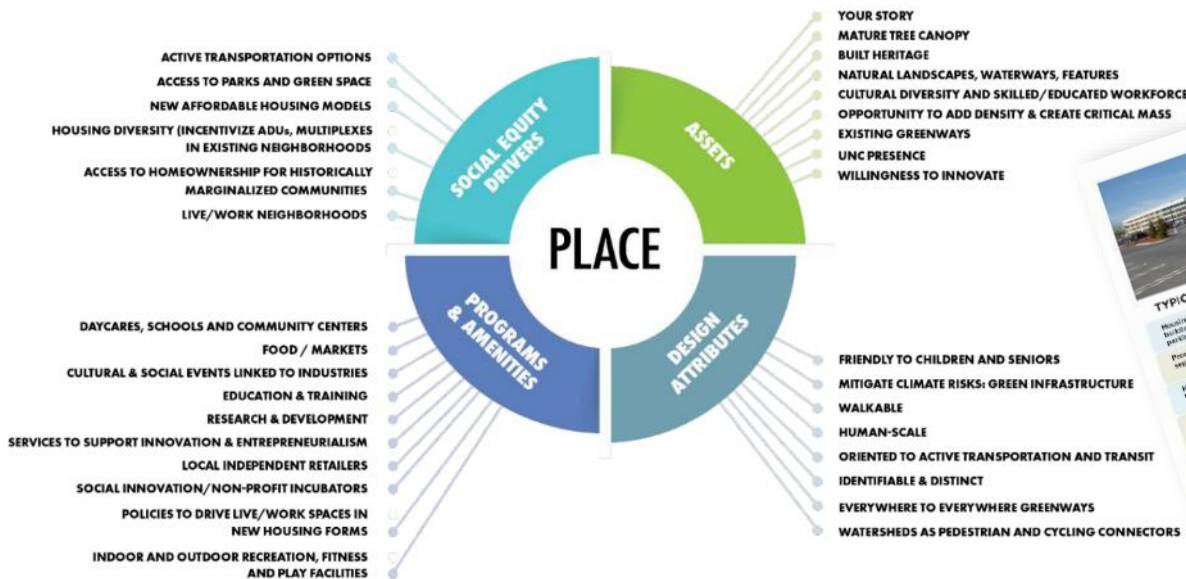 ACTIVE TRANSPORTATION OPTIONS
ACCESS TO PARKS AND GREEN SPACE
NEW AFFORDABLE HOUSING MODELS
HOUSING DIVERSITY (INCENTIVIZE ADUs, MULTIPLEXES
IN EXISTING NEIGHBORHOODS
ACCESS TO HOMEOWNERSHIP FOR HISTORICALLY
MARGINALIZED COMMUNITIES
LIVE/WORK NEIGHBORHOODS
SOCIAL EQUITY
DRIVERS
ASSETS
YOUR STORY
MATURE TREE CANOPY
BUILT HERITAGE
NATURAL LANDSCAPES, WATERWAYS, FEATURES
CULTURAL DIVERSITY AND SKILLED/EDUCATED WORKFORCE
OPPORTUNITY TO ADD DENSITY & CREATE CRITICAL MASS
EXISTING GREENWAYS
UNC PRESENCE
WILLINGNESS TO INNOVATE
PLACE
PROGRAMS
& AMENITIES
DESIGN
ATTRIBUTES
DAYCARES, SCHOOLS AND COMMUNITY CENTERS
FOOD / MARKETS
CULTURAL & SOCIAL EVENTS LINKED TO INDUSTRIES
EDUCATION & TRAINING
RESEARCH & DEVELOPMENT
SERVICES TO SUPPORT INNOVATION & ENTREPRENEURIALISM
LOCAL INDEPENDENT RETAILERS
SOCIAL INNOVATION/NON-PROFIT INCUBATORS
POLICIES TO DRIVE LIVE/WORK SPACES IN
NEW HOUSING FORMS
INDOOR AND OUTDOOR RECREATION, FITNESS
AND PLAY FACILITIES
FRIENDLY TO CHILDREN AND SENIORS
MITIGATE CLIMATE RISKS: GREEN INFRASTRUCTURE
WALKABLE
HUMAN-SCALE
ORIENTED TO ACTIVE TRANSPORTATION AND TRANSIT
IDENTIFIABLE & DISTINCT
EVERYWHERE TO EVERYWHERE GREENWAYS
WATERSHEDS AS PEDESTRIAN AND CYCLING CONNECTORS